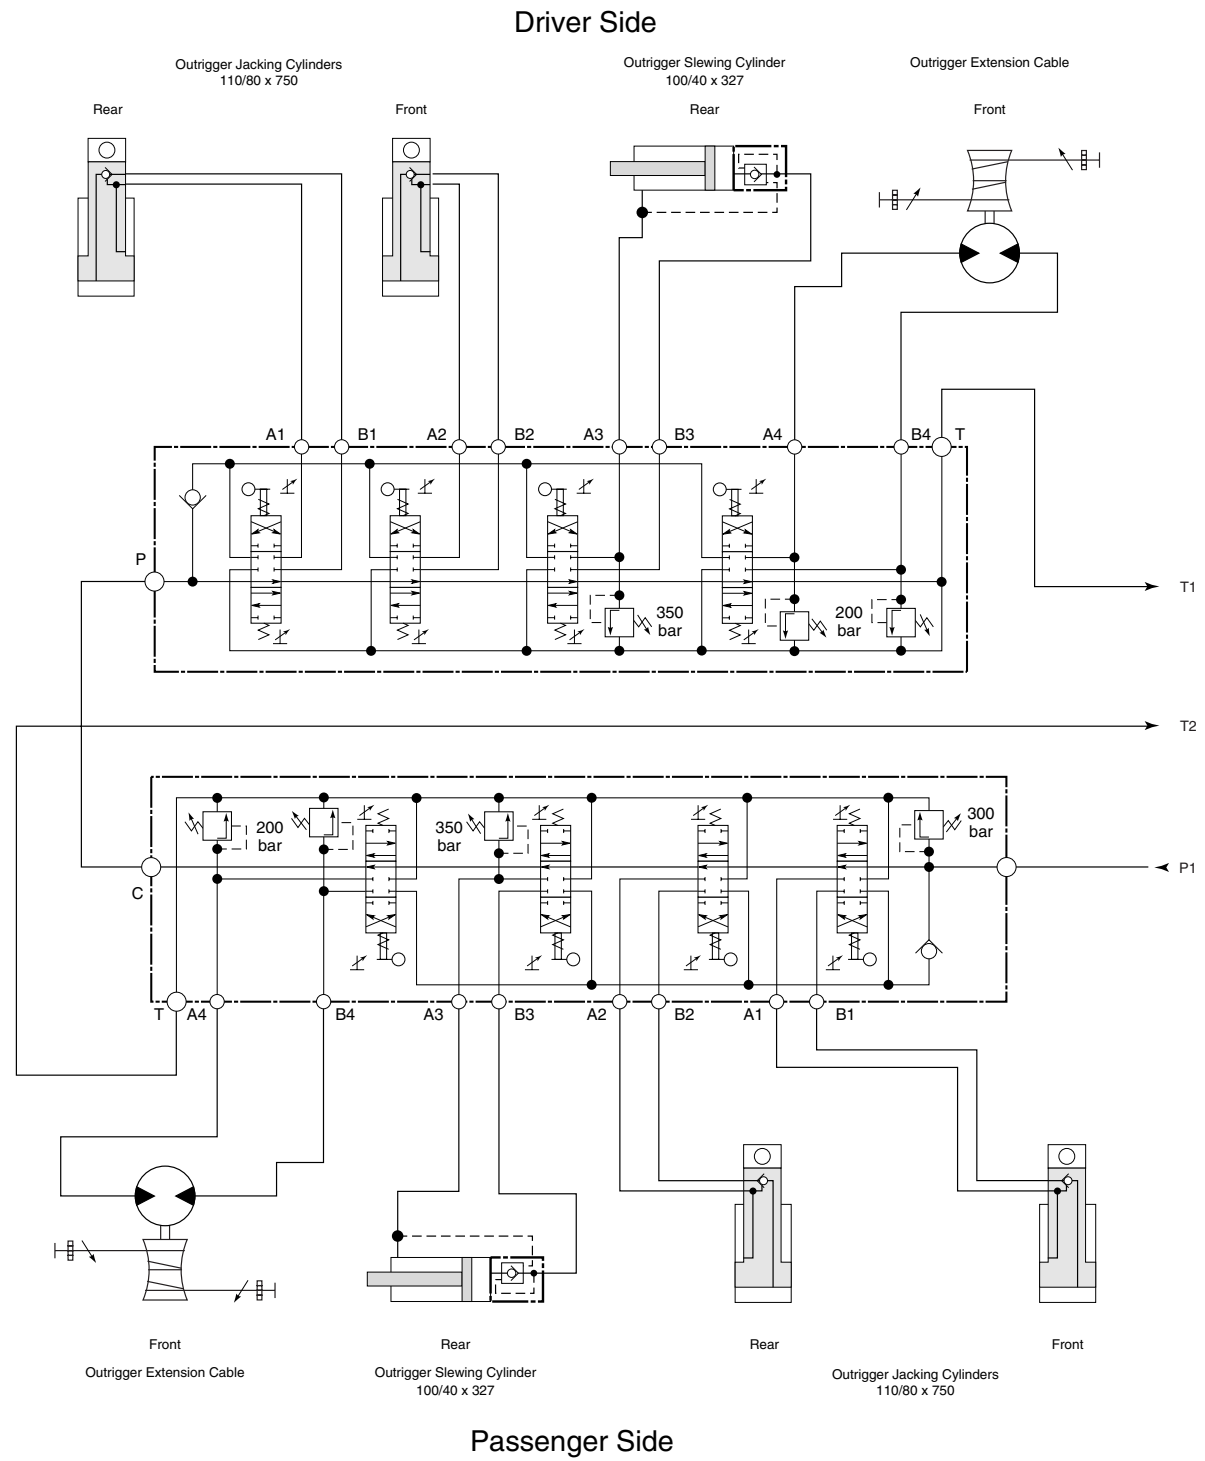 Driver Side
Outrigger Jacking Cylinders
110/80 x 750
Outrigger Slewing Cylinder
100/40 x 327
Outrigger Extension Cable
Rear
Front
Rear
Front
A1
B1
A2
B2
A3
B3
A4
B4
T
P
350
bar
200
bar
T1
T2
200
bar
350
bar
300
bar
P1
C
T
A4
B4
A3
B3
A2
B2
A1
B1
Front
Rear
Rear
Front
Outrigger Extension Cable
Outrigger Slewing Cylinder
100/40 x 327
Outrigger Jacking Cylinders
110/80 x 750
Passenger Side